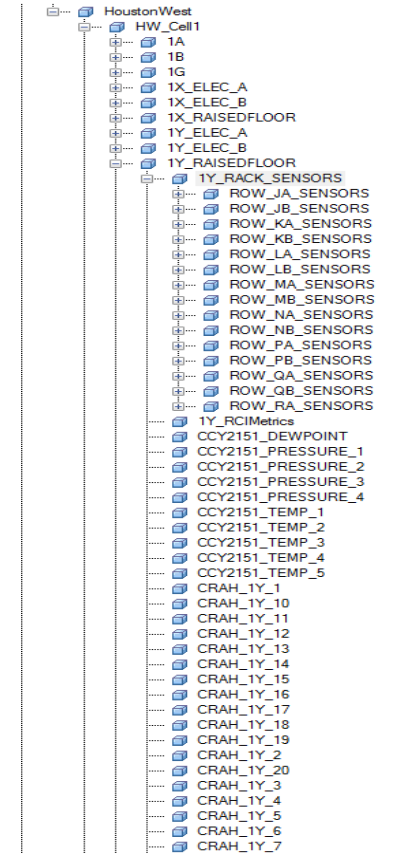 HoustonWest
HW_Cell1
1A
1B
1G
1X_ELEC_A
1X_ELEC_B
1X_RAISEDFLOOR
1Y_ELEC_A
1Y_ELEC_B
1Y_RAISEDFLOOR
1Y_RACK_SENSORS
ROW_JA_SENSORS
ROW_JB_SENSORS
ROW_KA_SENSORS
ROW_KB_SENSORS
ROW_LA_SENSORS
ROW_LB_SENSORS
ROW_MA_SENSORS
ROW_MB_SENSORS
ROW_NA_SENSORS
ROW_NB_SENSORS
ROW_PA_SENSORS
ROW_PB_SENSORS
ROW_QA_SENSORS
ROW_QB_SENSORS
ROW_RA_SENSORS
1Y_RCIMetrics
CCY2151_DEWPOINT
CCY2151_PRESSURE_1
CCY2151_PRESSURE_2
CCY2151_PRESSURE_3
CCY2151_PRESSURE_4
CCY2151_TEMP_1
CCY2151_TEMP_2
CCY2151_TEMP_3
CCY2151_TEMP_4
CCY2151_TEMP_5
CRAH_1Y_1
CRAH_1Y_10
CRAH_1Y_11
CRAH_1Y_12
CRAH_1Y_13
CRAH_1Y_14
CRAH_1Y_15
CRAH_1Y_16
CRAH_1Y_17
CRAH_1Y_18
CRAH_1Y_19
CRAH_1Y_2
CRAH_1Y_20
CRAH_1Y_3
CRAH_1Y_4
CRAH_1Y_5
CRAH_1Y_6
CRAH_1Y_7